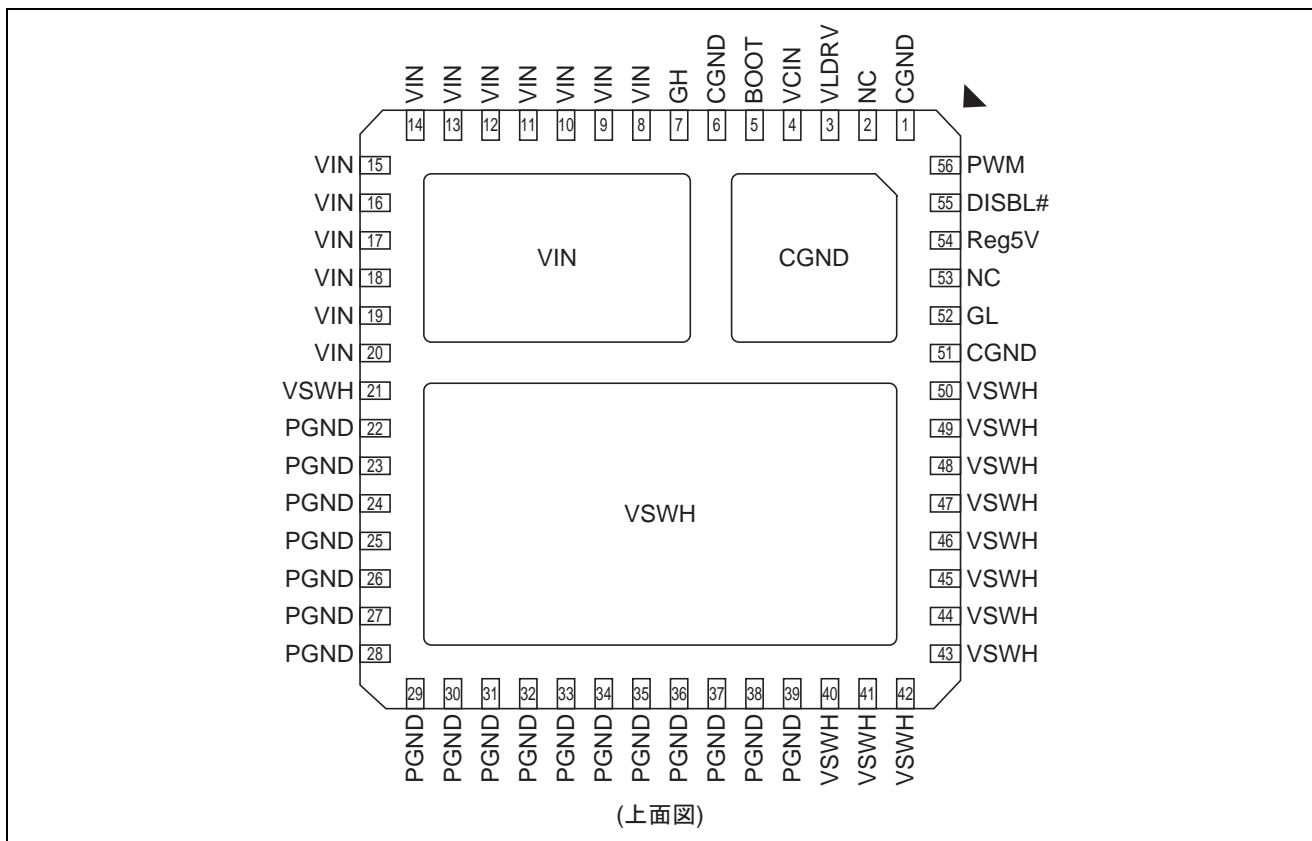 VIN VIN VIN VIN VIN VIN VIN GH CGND BOOT VCIN VLDRV NC CGND
14 13 12 11 10 9 8 7 6 5 4 3 2 1
VIN 15 56 PWM
VIN 16 55 DISBL#
VIN 17 54 Reg5V
VIN CGND
VIN 18 53 NC
VIN 19 52 GL
VIN 20 51 CGND
VSWH 21 50 VSWH
PGND 22 49 VSWH
PGND 23 48 VSWH
PGND 24 47 VSWH
VSWH
PGND 25 46 VSWH
PGND 26 45 VSWH
PGND 27 44 VSWH
PGND 28 43 VSWH
29 30 31 32 33 34 35 36 37 38 39 40 41 42
PGND PGND PGND PGND PGND PGND PGND PGND PGND PGND PGND VSWH VSWH VSWH
(上面図)